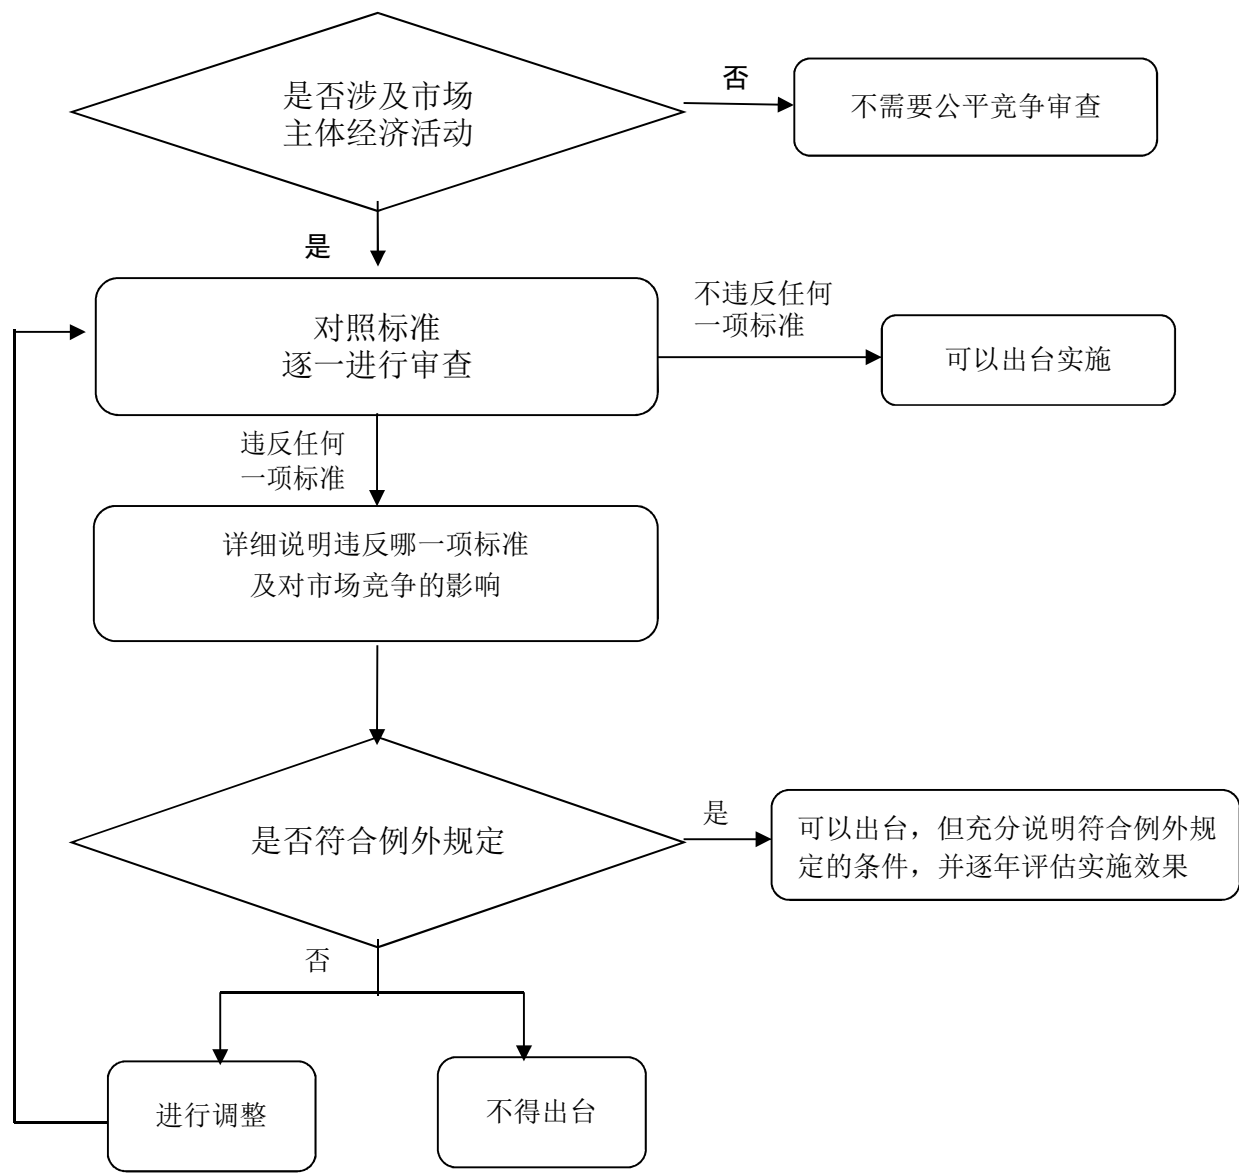 是否涉及市场
主体经济活动
否
不需要公平竞争审查
是
对照标准
逐一进行审查
不违反任何
一项标准
可以出台实施
违反任何
一项标准
详细说明违反哪一项标准
及对市场竞争的影响
是否符合例外规定
是
可以出台，但充分说明符合例外规
定的条件，并逐年评估实施效果
否
进行调整
不得出台